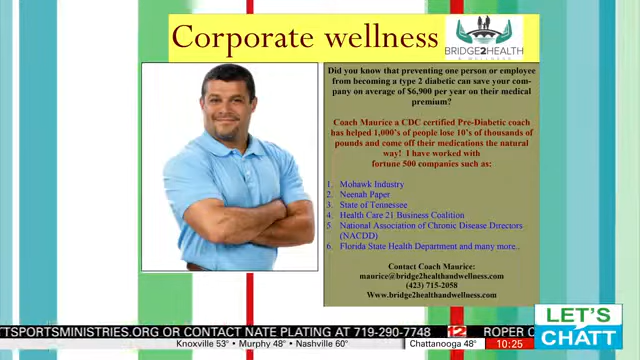 Corporate wellness
BRIDGE2HEALTH
& WELLNESS
Did you know that preventing one person or employee
from becoming a type 2 diabetic can save your com-
pany on average of $6,900 per year on their medical
premium?
Coach Maurice a CDC certified Pre-Diabetic coach
has helped 1,000's of people lose 10's of thousands of
pounds and come off their medications the natural
way! I have worked with
fortune 500 companies such as:
1. Mohawk Industry
2. Neenah Paper
3. State of Tennessee
4. Health Care 21 Business Coalition
5 National Association of Chronic Disease Directors
(NACDD)
6. Florida State Health Department and many more..
Contact Coach Maurice:
maurice@bridge2healthandwellness.com
(423) 715-2058
Www.bridge2healthandwellness.com
LET'S
CHATT
TTSPORTSMINISTRIES.ORG OR CONTACT NATE PLATING AT 719-290-7748 12 ROPER C
Knoxville 53° • Murphy 48° • Nashville 60° Chattanooga 48° 10:25